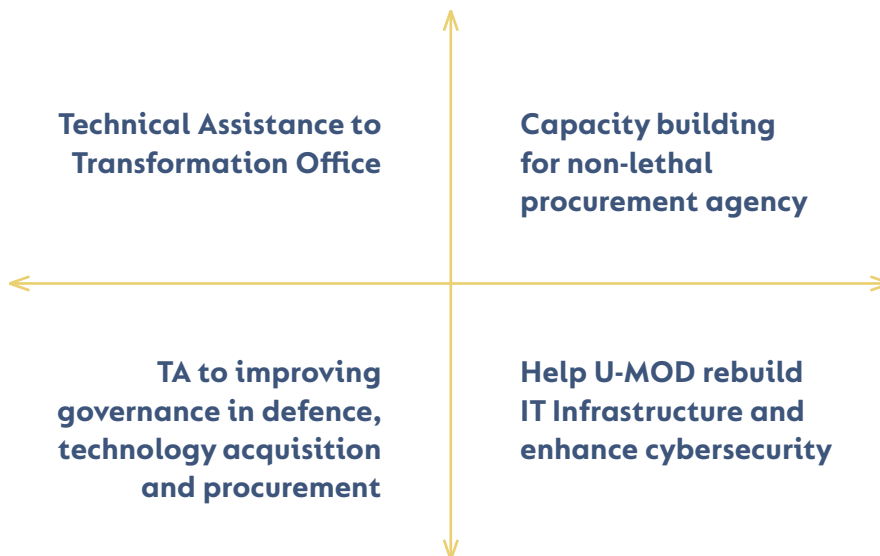 Technical Assistance to
Transformation Office
Capacity building
for non-lethal
procurement agency
TA to improving
governance in defence,
technology acquisition
and procurement
Help U-MOD rebuild
IT Infrastructure and
enhance cybersecurity